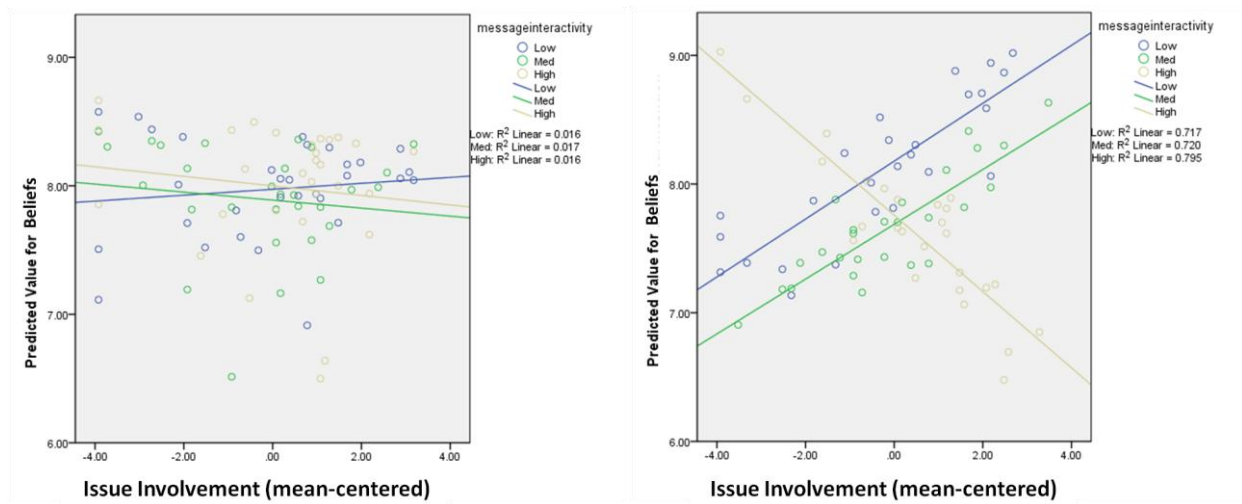 messageinteractivity
Low
Med
High
Low
Med
High
Low: R² Linear = 0.016
Med: R² Linear = 0.017
High: R² Linear = 0.016
9.00
8.00
7.00
6.00
Predicted Value for Beliefs
-4.00 -2.00 .00 2.00 4.00
Issue Involvement (mean-centered)
messageinteractivity
Low
Med
High
Low
Med
High
Low: R² Linear = 0.717
Med: R² Linear = 0.720
High: R² Linear = 0.795
9.00
8.00
7.00
6.00
Predicted Value for Beliefs
-4.00 -2.00 .00 2.00 4.00
Issue Involvement (mean-centered)